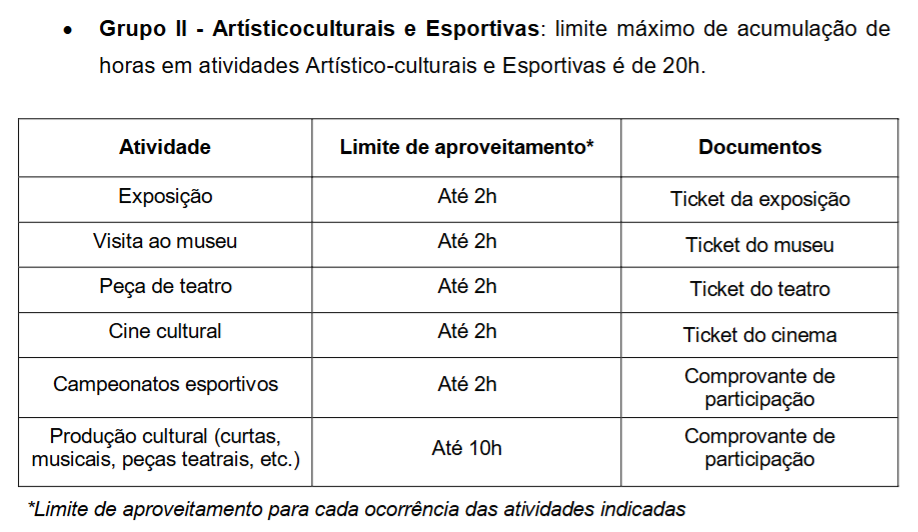 • Grupo II - Artísticoculturais e Esportivas: limite máximo de acumulação de
horas em atividades Artístico-culturais e Esportivas é de 20h.
Atividade Limite de aproveitamento* Documentos
Exposição Até 2h Ticket da exposição
Visita ao museu Até 2h Ticket do museu
Peça de teatro Até 2h Ticket do teatro
Cine cultural Até 2h Ticket do cinema
Campeonatos esportivos Até 2h Comprovante de
participação
Produção cultural (curtas,
musicais, peças teatrais, etc.) Até 10h Comprovante de
participação
*Limite de aproveitamento para cada ocorrência das atividades indicadas